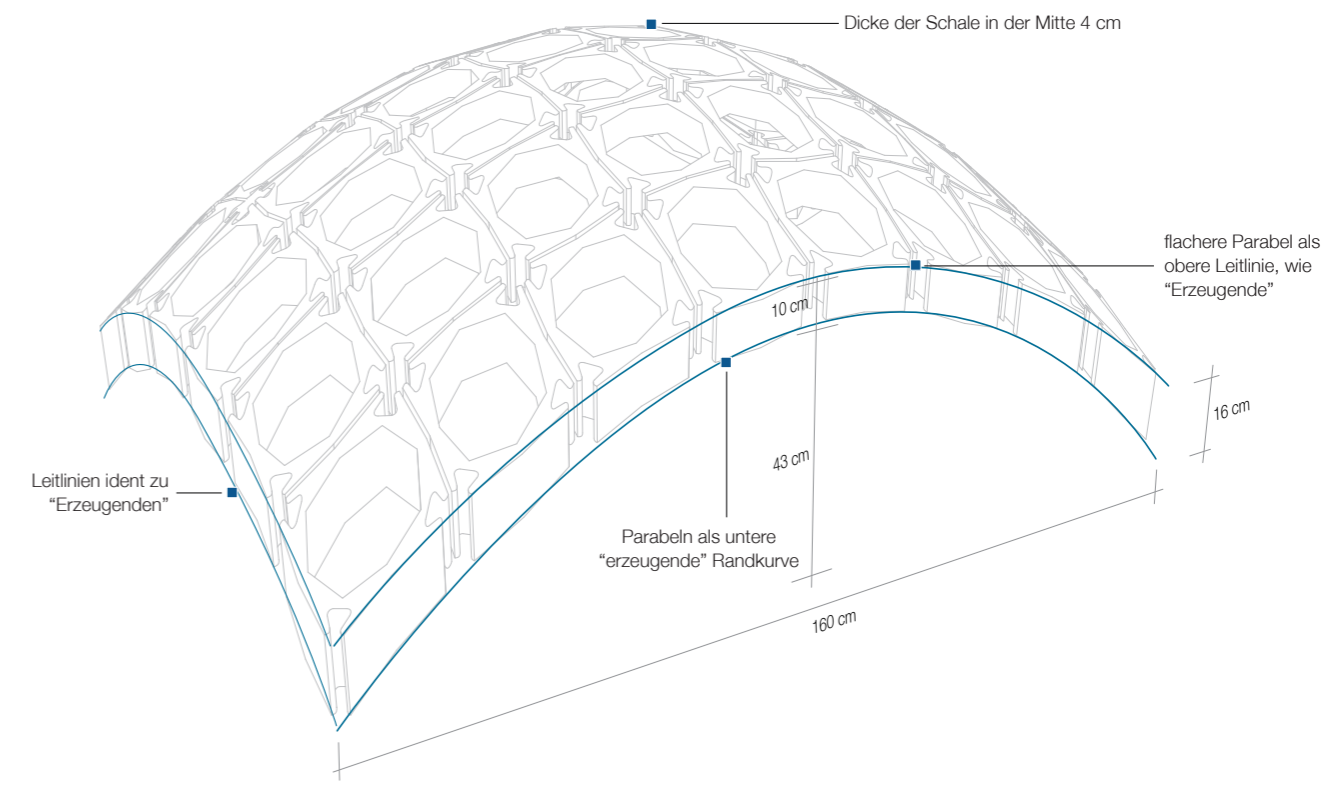 Dicke der Schale in der Mitte 4 cm
flachere Parabel als
obere Leitlinie, wie
“Erzeugende”
10 cm
16 cm
43 cm
Leitlinien ident zu
“Erzeugenden”
Parabeln als untere
“erzeugende” Randkurve
160 cm